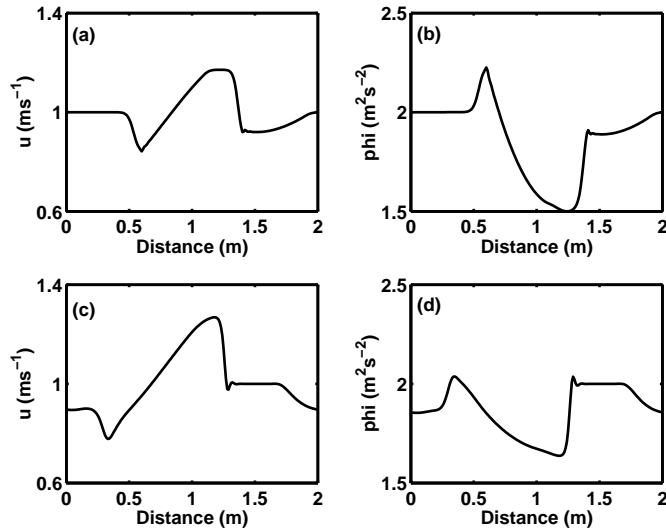 (a)
u (ms⁻¹)
1.4
1
0.6
0 0.5 1 1.5 2
Distance (m)
(b)
phi (m²s⁻²)
2.5
2
1.5
0 0.5 1 1.5 2
Distance (m)
(c)
u (ms⁻¹)
1.4
1
0.6
0 0.5 1 1.5 2
Distance (m)
(d)
phi (m²s⁻²)
2.5
2
1.5
0 0.5 1 1.5 2
Distance (m)